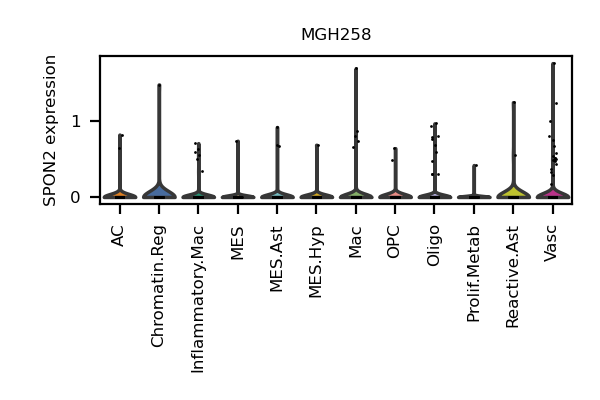 MGH258
SPON2 expression
1
0
AC
Chromatin.Reg
Inflammatory.Mac
MES
MES.Ast
MES.Hyp
Mac
OPC
Oligo
Prolif.Metab
Reactive.Ast
Vasc